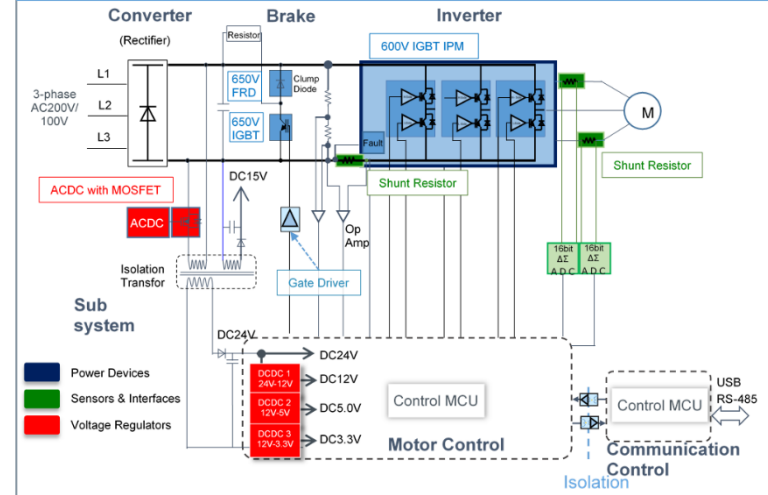 Converter
Brake
Inverter
(Rectifier)
Resistor
600V IGBT IPM
L1
L2
L3
3-phase
AC200V/
100V
650V
FRD
Clump
Diode
650V
IGBT
Fault
M
Shunt Resistor
Shunt Resistor
ACDC with MOSFET
DC15V
ACDC
Op
Amp
16bit
ΔΣ
A D C
16bit
ΔΣ
A D C
Isolation
Transfor
Gate Driver
Sub
system
DC24V
DC24V
DCDC 1
24V-12V
DC12V
DCDC 2
12V-5V
DC5.0V
DCDC 3
12V-3.3V
DC3.3V
Control MCU
Motor Control
Power Devices
Sensors & Interfaces
Voltage Regulators
Control MCU
USB
RS-485
Communication
Control
Isolation